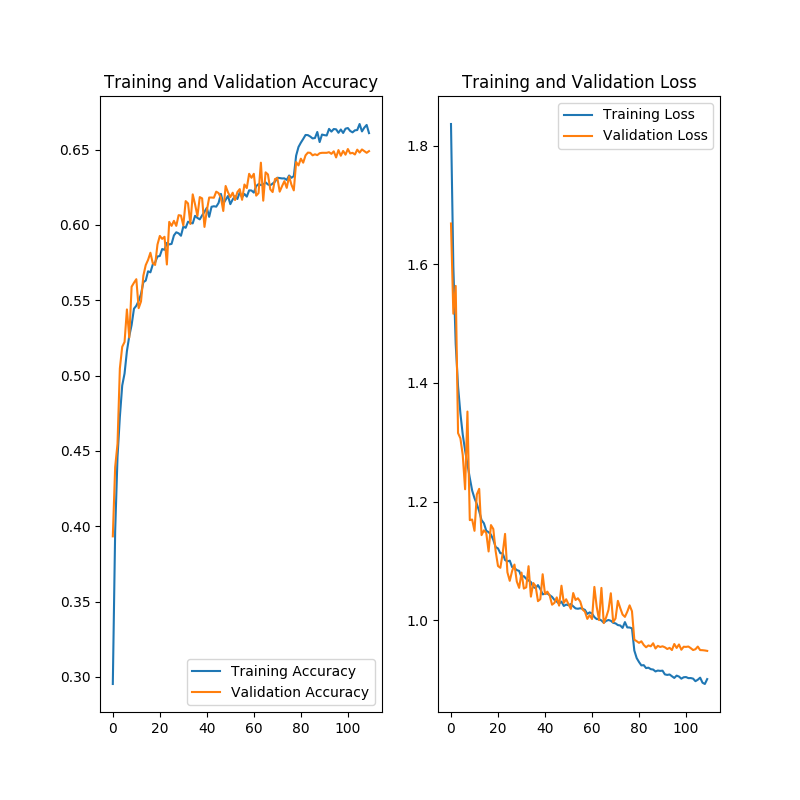 Training and Validation Accuracy
0.65
0.60
0.55
0.50
0.45
0.40
0.35
0.30
Training Accuracy
Validation Accuracy
0 20 40 60 80 100
Training and Validation Loss
Training Loss
Validation Loss
1.8
1.6
1.4
1.2
1.0
0 20 40 60 80 100